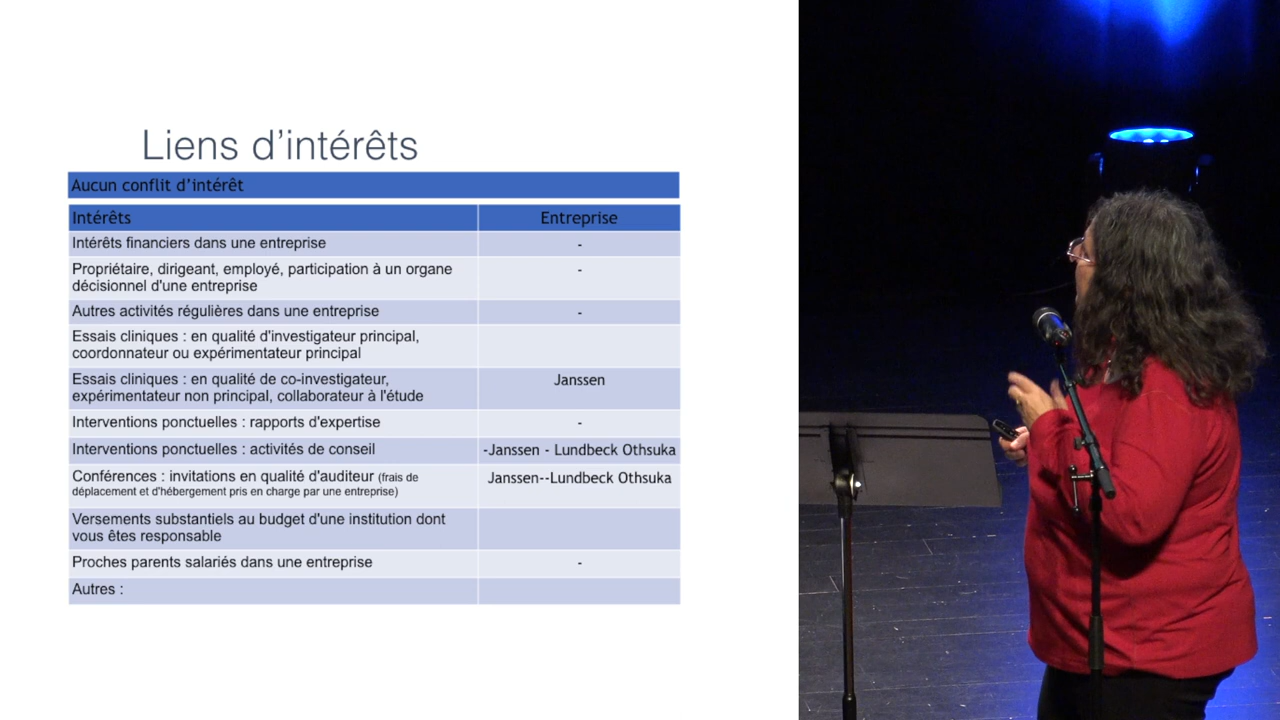 Liens d'intérêts
Aucun conflit d'intérêt
Intérêts Entreprise
Intérêts financiers dans une entreprise -
Propriétaire, dirigeant, employé, participation à un organe -
décisionnel d'une entreprise
Autres activités régulières dans une entreprise -
Essais cliniques : en qualité d'investigateur principal,
coordonnateur ou expérimentateur principal
Essais cliniques : en qualité de co-investigateur, Janssen
expérimentateur non principal, collaborateur à l'étude
Interventions ponctuelles : rapports d'expertise -
Interventions ponctuelles : activités de conseil -Janssen - Lundbeck Othsuka
Conférences : invitations en qualité d'auditeur (frais de Janssen--Lundbeck Othsuka
déplacement et d'hébergement pris en charge par une entreprise)
Versements substantiels au budget d'une institution dont
vous êtes responsable
Proches parents salariés dans une entreprise -
Autres :